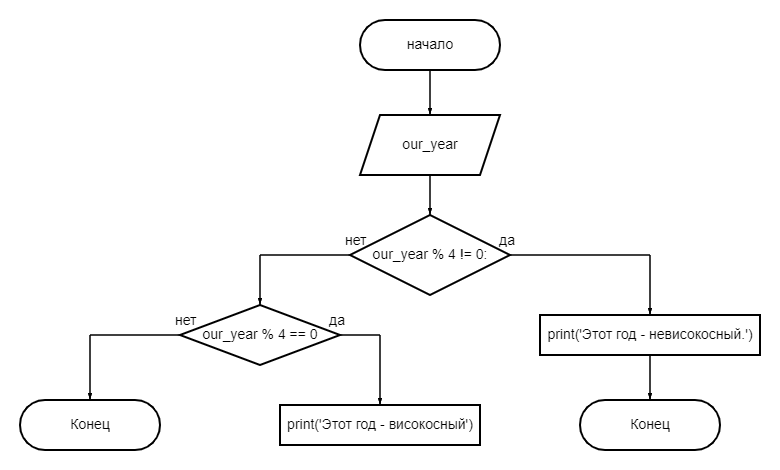 начало
our_year
нет
да
our_year % 4 != 0:
нет
да
our_year % 4 == 0
print('Этот год - невисокосный.')
Конец
print('Этот год - високосный')
Конец